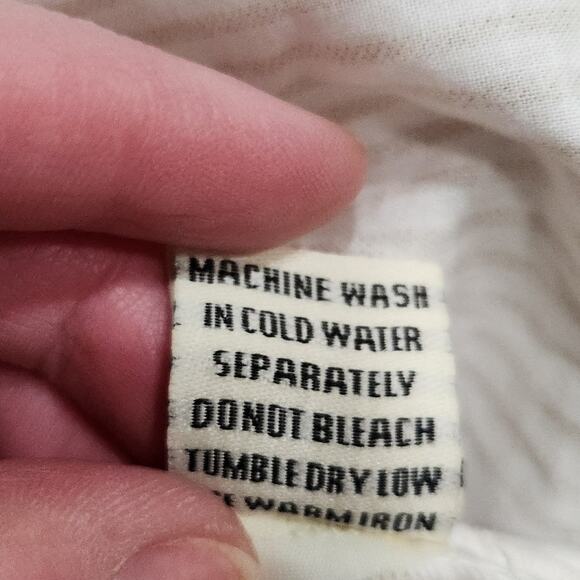 MACHINE WASH
IN COLD WATER
SEPARATELY
DO NOT BLEACH
TUMBLE DRY LOW
WARM IRON